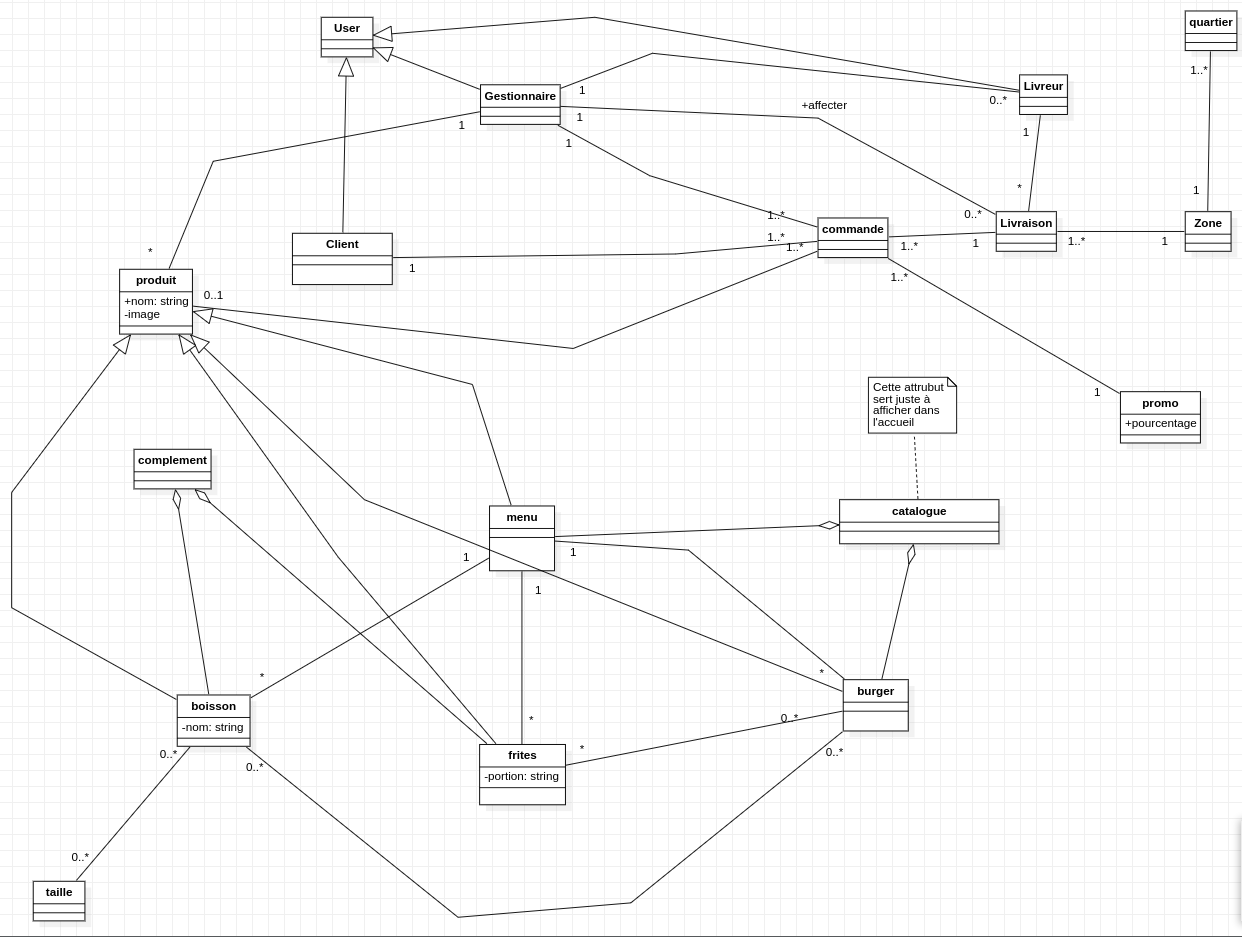 User
quartier
1..*
Livreur
0..*
Gestionnaire
1
+affecter
1
1
1
1
*
1
1..*
0..*
commande
1..*
1..*
1..*
1
Livraison
1..*
1
Zone
Client
1
*
produit
+nom: string
-image
0..1
1..*
Cette attrubut
sert juste à
afficher dans
l'accueil
1
promo
+pourcentage
complement
menu
catalogue
1
1
1
*
*
burger
boisson
-nom: string
*
0..*
*
frites
-portion: string
0..*
0..*
0..*
0..*
taille